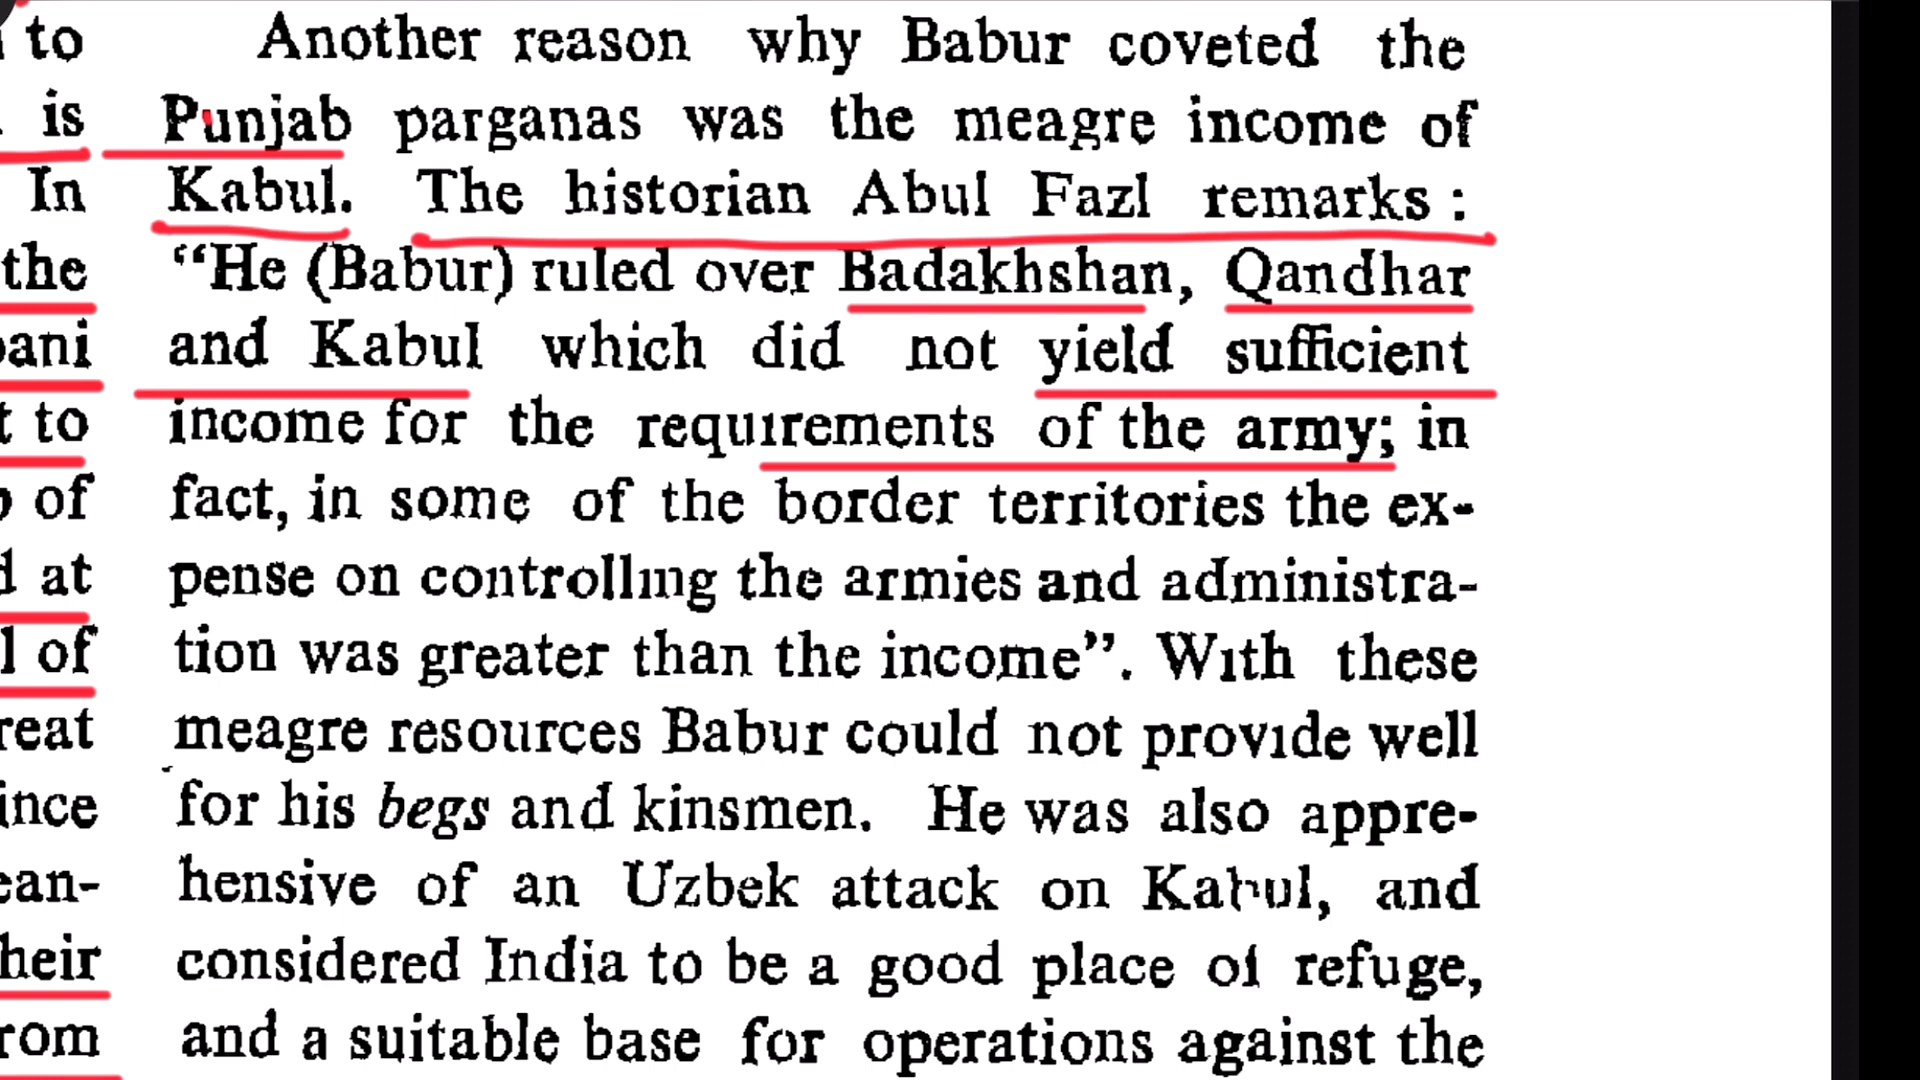 to
is
In
the
to
of
at
of
Another reason why Babur coveted the
Punjab parganas was the meagre income of
Kabul. The historian Abul Fazl remarks :
“He (Babur) ruled over Badakhshan, Qandhar
and Kabul which did not yield sufficient
income for the requirements of the army; in
fact, in some of the border territories the ex-
pense on controlling the armies and administra-
tion was greater than the income”. With these
meagre resources Babur could not provide well
for his begs and kinsmen. He was also appre-
hensive of an Uzbek attack on Kabul, and
considered India to be a good place of refuge,
and a suitable base for operations against the